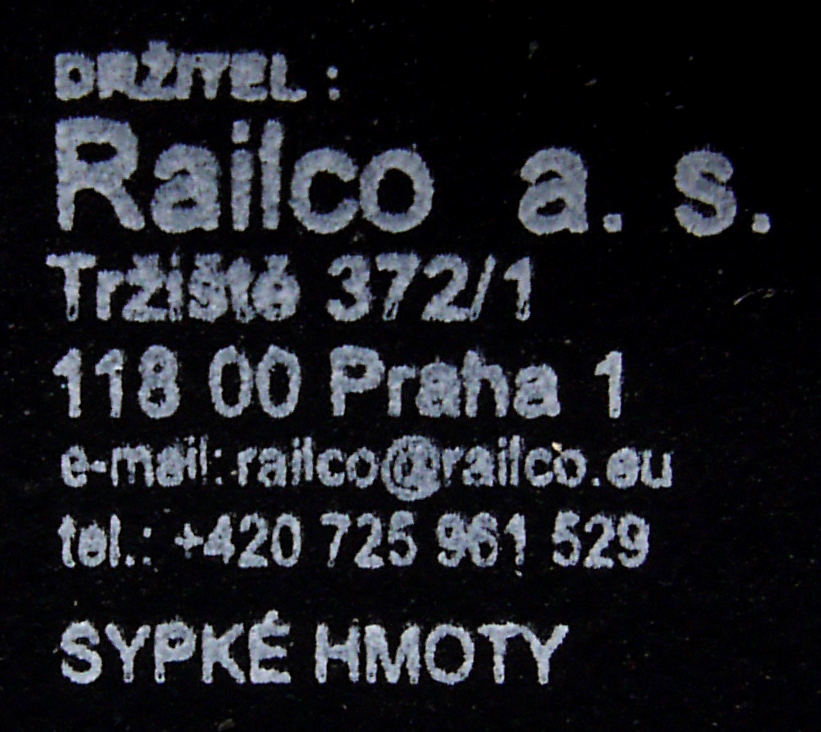 DRŽITEL :
Railco a. s.
Tržiště 372/1
118 00 Praha 1
e-mail: railco@railco.eu
tel.: +420 725 961 529
SYPKÉ HMOTY